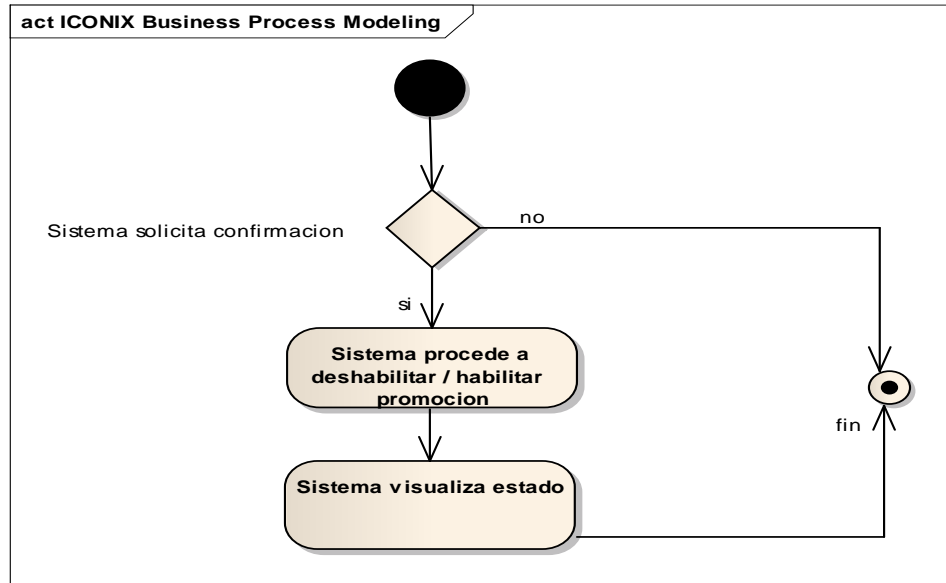 act ICONIX Business Process Modeling
no
Sistema solicita confirmacion
si
Sistema procede a
deshabilitar / habilitar
promocion
fin
Sistema visualiza estado